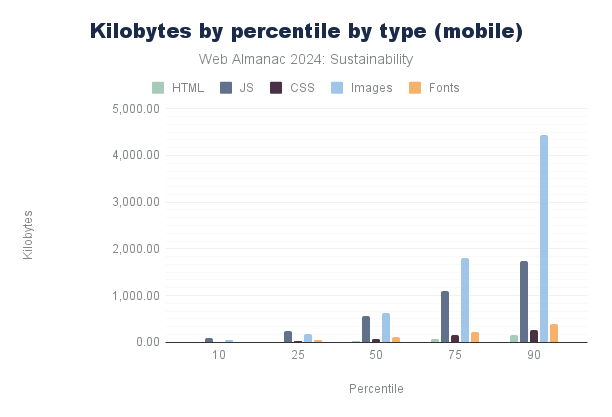 Kilobytes by percentile by type (mobile)
Web Almanac 2024: Sustainability
HTML JS CSS Images Fonts
5,000.00
4,000.00
3,000.00
2,000.00
1,000.00
0.00
Kilobytes
10 25 50 75 90
Percentile